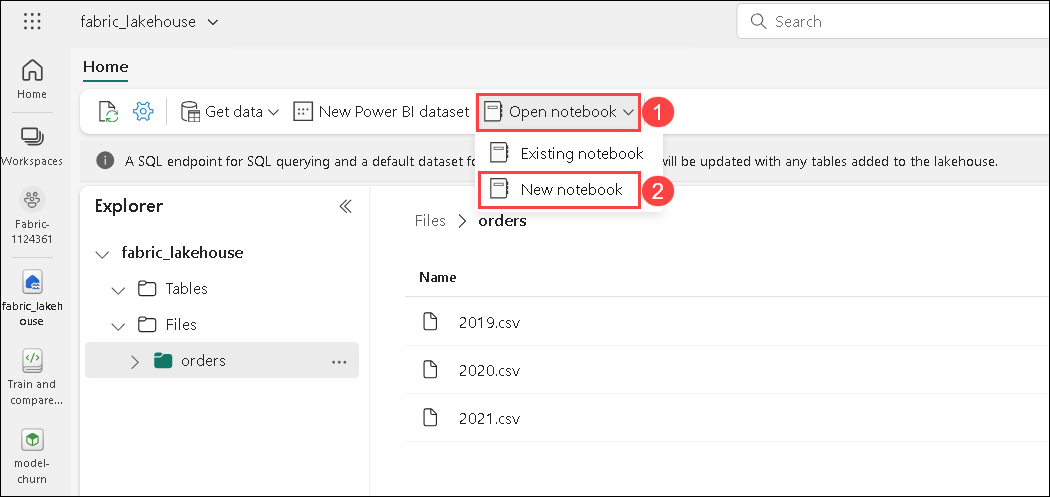 fabric_lakehouse
Search
Home
Home
Get data
New Power BI dataset
Open notebook
1
Existing notebook
New notebook
2
A SQL endpoint for SQL querying and a default dataset fo
ill be updated with any tables added to the lakehouse.
Workspaces
Fabric-
1124361
fabric_lakeh
ouse
Train and
compare...
model-
churn
Explorer
fabric_lakehouse
Tables
Files
orders
Files > orders
Name
2019.csv
2020.csv
2021.csv